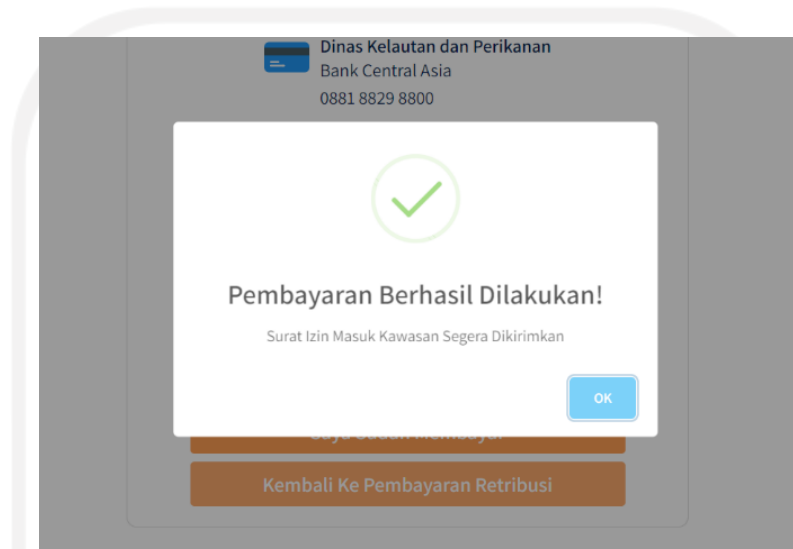 Dinas Kelautan dan Perikanan
Bank Central Asia
0881 8829 8800
Pembayaran Berhasil Dilakukan!
Surat Izin Masuk Kawasan Segera Dikirimkan
OK
Kembali Ke Pembayaran Retribusi